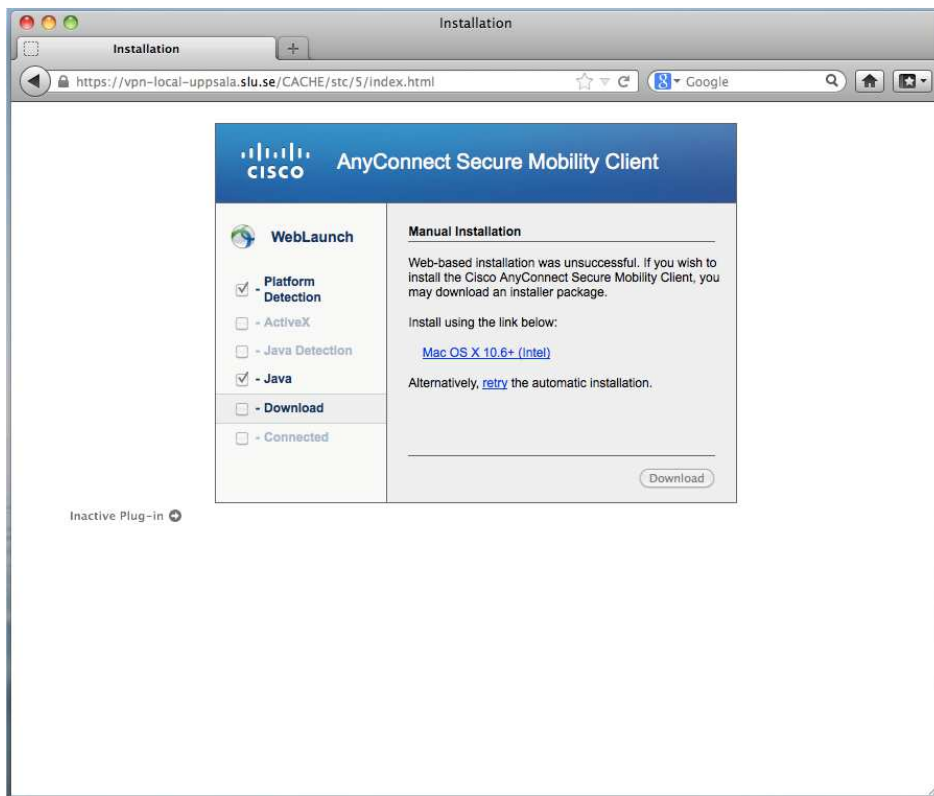 Installation
Installation
https://vpn-local-uppsala.slu.se/CACHE/stc/5/index.html
Google
CISCO
AnyConnect Secure Mobility Client
WebLaunch
- Platform
Detection
- ActiveX
- Java Detection
- Java
- Download
- Connected
Manual Installation
Web-based installation was unsuccessful. If you wish to
install the Cisco AnyConnect Secure Mobility Client, you
may download an installer package.
Install using the link below:
Mac OS X 10.6+ (Intel)
Alternatively, retry the automatic installation.
Download
Inactive Plug-in